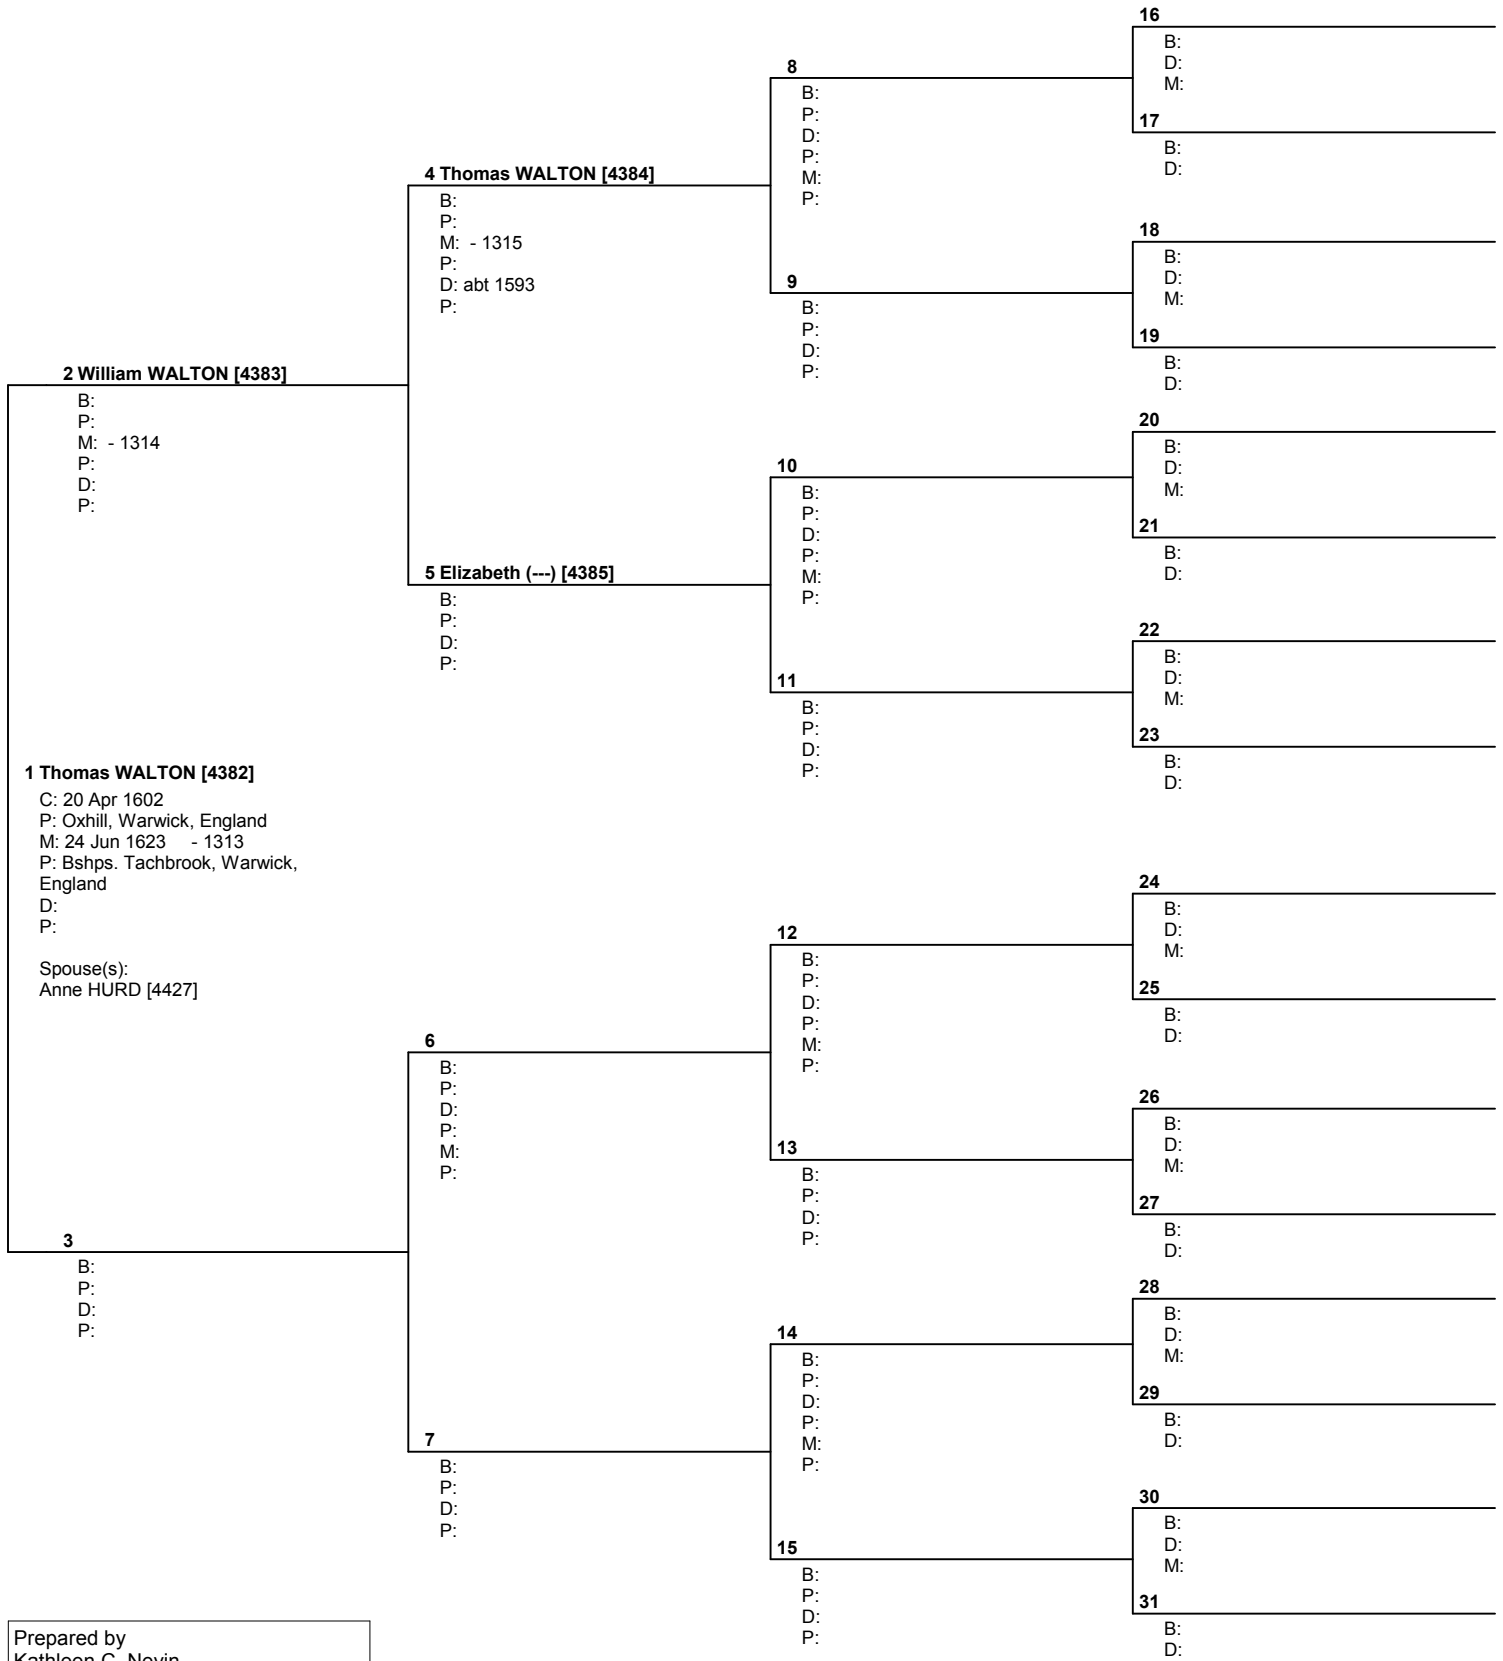 1 Thomas WALTON [4382]
C: 20 Apr 1602
P: Oxhill, Warwick, England
M: 24 Jun 1623 - 1313
P: Bshps. Tachbrook, Warwick,
England
D:
P:
Spouse(s):
Anne HURD [4427]
2 William WALTON [4383]
B:
P:
M: - 1314
P:
D:
P:
3
B:
P:
D:
P:
4 Thomas WALTON [4384]
B:
P:
M: - 1315
P:
D: abt 1593
P:
5 Elizabeth (---) [4385]
B:
P:
D:
P:
6
B:
P:
D:
P:
M:
P:
7
B:
P:
D:
P:
8
B:
P:
D:
P:
M:
P:
9
B:
P:
D:
P:
10
B:
P:
D:
P:
M:
P:
11
B:
P:
D:
P:
12
B:
P:
D:
P:
M:
P:
13
B:
P:
D:
P:
14
B:
P:
D:
P:
M:
P:
15
B:
P:
D:
P:
16
B:
D:
M:
17
B:
D:
18
B:
D:
M:
19
B:
D:
20
B:
D:
M:
21
B:
D:
22
B:
D:
M:
23
B:
D:
24
B:
D:
M:
25
B:
D:
26
B:
D:
M:
27
B:
D:
28
B:
D:
M:
29
B:
D:
30
B:
D:
M:
31
B:
D:
Prepared by
Kathleen C. Nevin